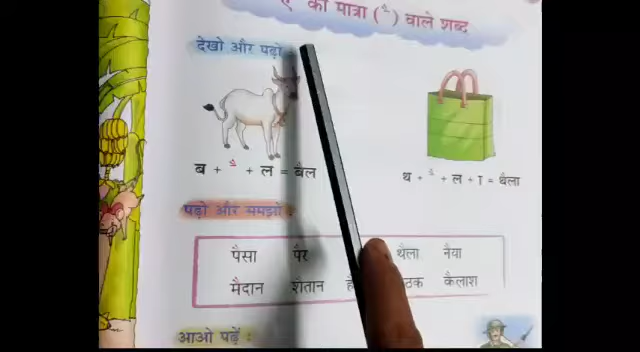 की मात्रा ( ै ) वाले शब्द
देखो और पढ़ो :
ब + ै + ल = बैल
थ + ै + ल + ा = थैला
पढ़ो और समझो :
पैसा पैर थैला नैया
मैदान शैतान कैलाश
आओ पढ़ें :